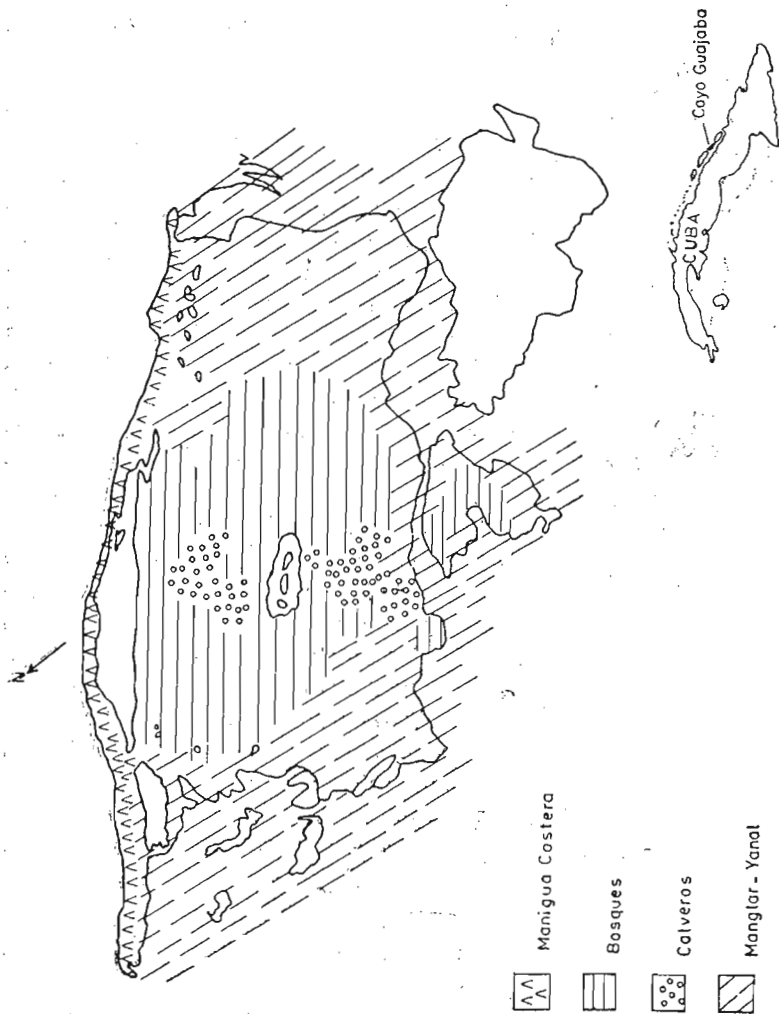 N
Manigua Costera
Bosques
Calveros
Manglar - Yanal
CUBA
Cayo Guajaba